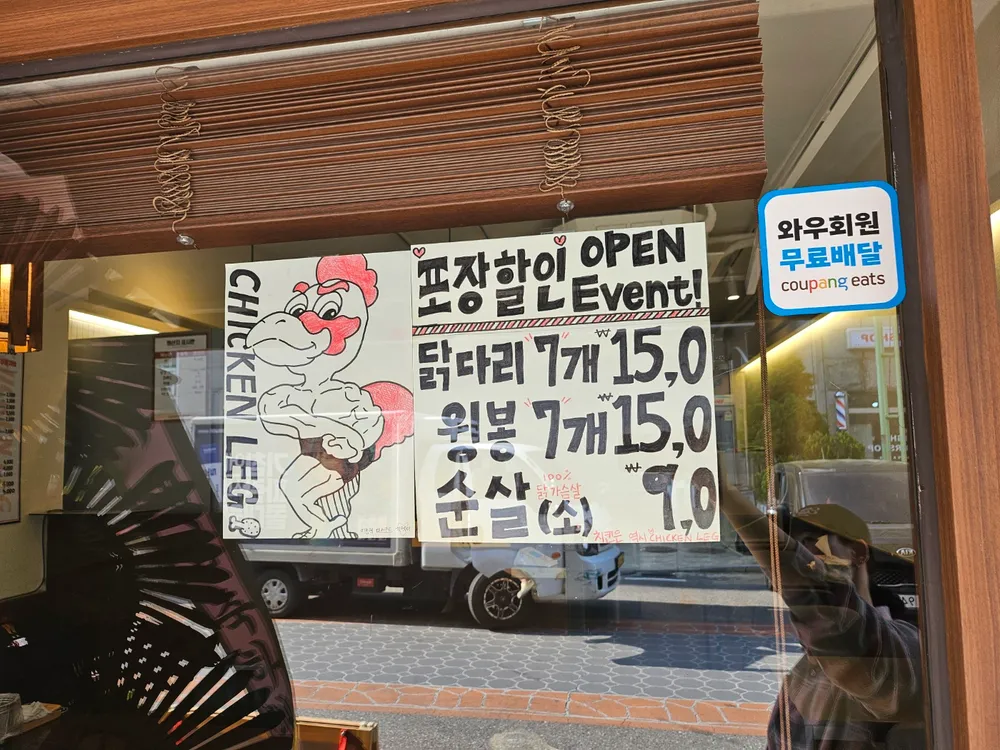 CHICKEN LEG
포장할인 OPEN
Event!
닭다리 7개 ₩15,0
윙봉 7개 ₩15,0
순살 (소) ₩9,0
100%
닭가슴살
치킨은 역시 "CHICKEN LEG
와우회원
무료배달
coupang eats
KIA